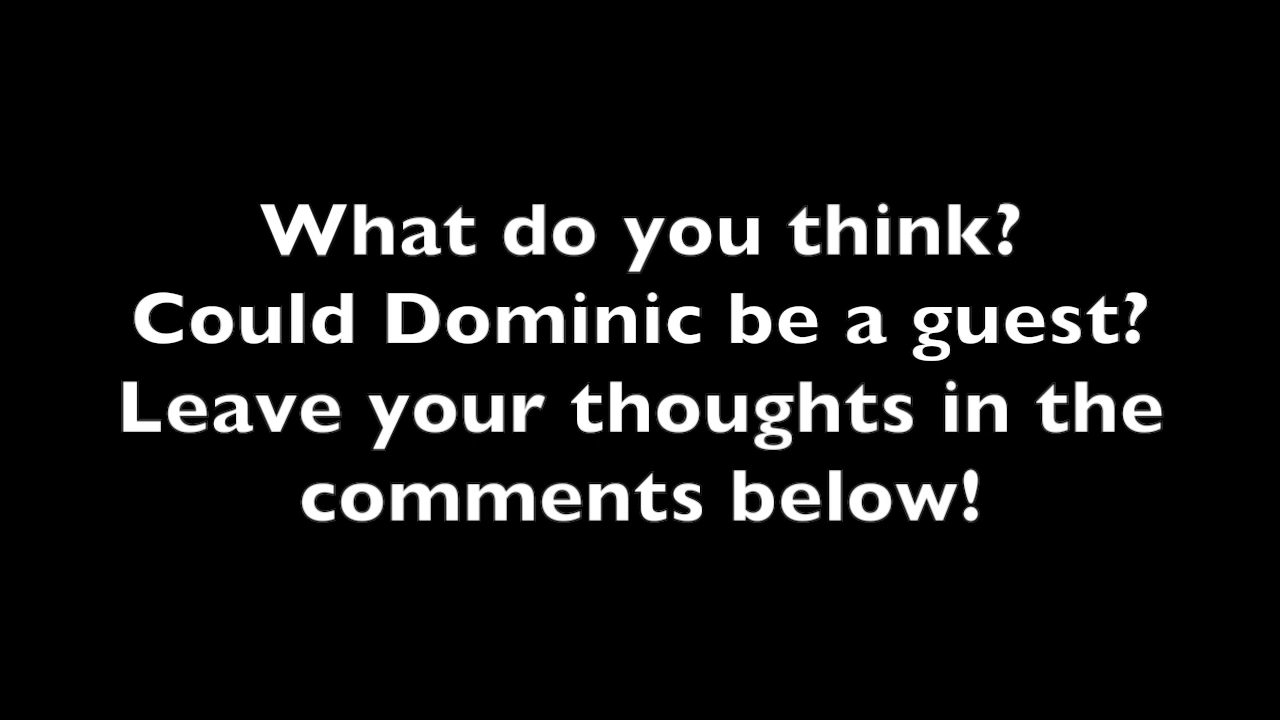 What do you think?
Could Dominic be a guest?
Leave your thoughts in the
comments below!